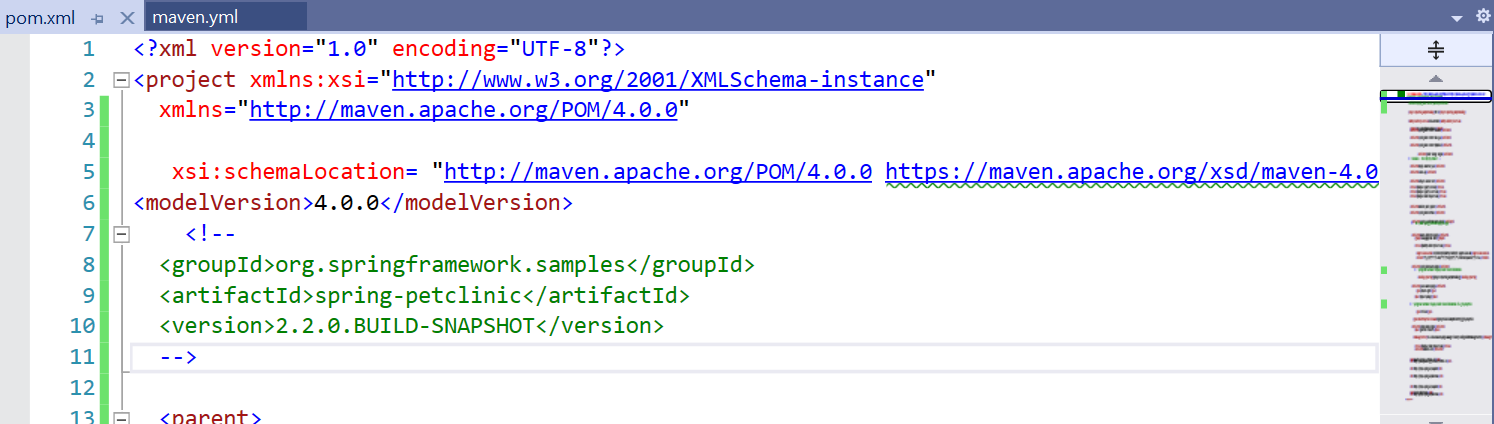 pom.xml
maven.yml
1 <?xml version="1.0" encoding="UTF-8"?>
2 <project xmlns:xsi="http://www.w3.org/2001/XMLSchema-instance"
3 xmlns="http://maven.apache.org/POM/4.0.0"
4
5 xsi:schemaLocation= "http://maven.apache.org/POM/4.0.0 https://maven.apache.org/xsd/maven-4.0
6 <modelVersion>4.0.0</modelVersion>
7 <!--
8 <groupId>org.springframework.samples</groupId>
9 <artifactId>spring-petclinic</artifactId>
10 <version>2.2.0.BUILD-SNAPSHOT</version>
11 -->
12
13 <parent>